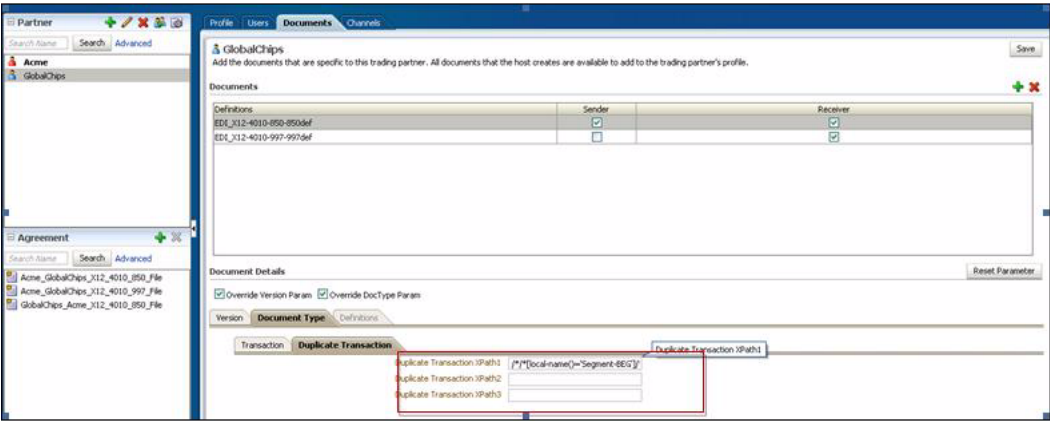 Partner
Search Name Search Advanced
Acme
GlobalChips
Agreement
Search Name Search Advanced
Acme_GlobalChips_X12_4010_850_File
Acme_GlobalChips_X12_4010_997_File
GlobalChips_Acme_X12_4010_850_File
Profile Users Documents Channels
GlobalChips
Save
Add the documents that are specific to this trading partner. All documents that the host creates are available to add to the trading partner's profile.
Documents
Definitions Sender Receiver
EDI_X12-4010-850-850def
EDI_X12-4010-997-997def
Document Details
Reset Parameter
Override Version Param Override DocType Param
Version Document Type Definitions
Transaction Duplicate Transaction
Duplicate Transaction XPath1 /*/*[local-name()='Segment-BEG']/*
Duplicate Transaction XPath1
Duplicate Transaction XPath2
Duplicate Transaction XPath3